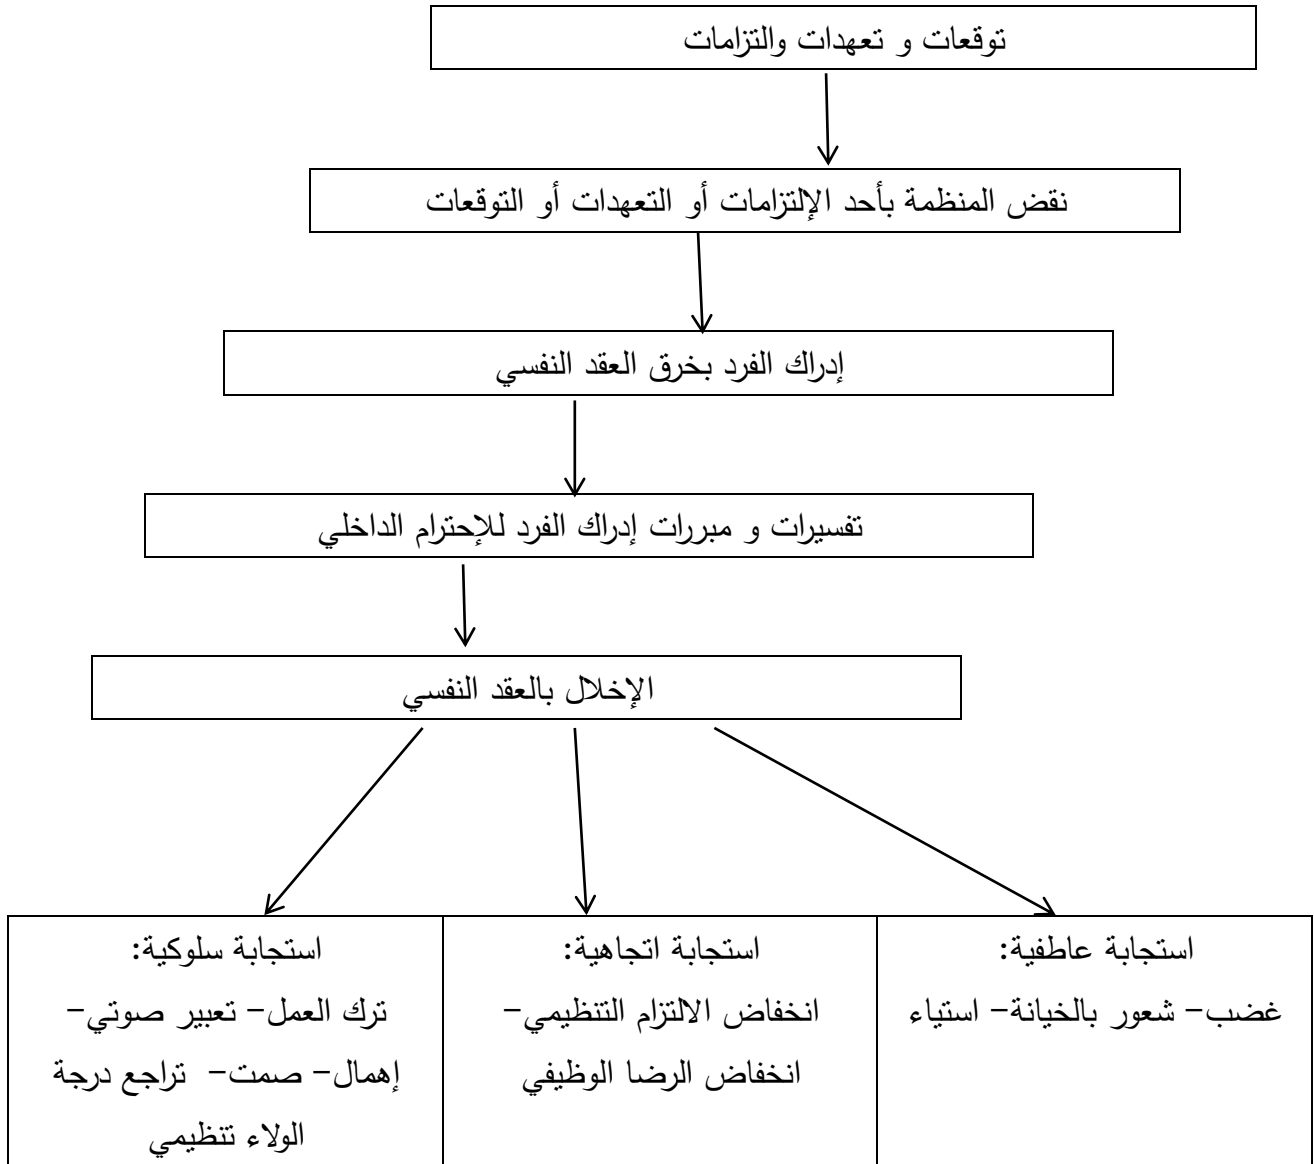 توقعات و تعهدات والتزامات
نقض المنظمة بأحد الإلتزامات أو التعهدات أو التوقعات
إدراك الفرد بخرق العقد النفسي
تفسيرات و مبررات إدراك الفرد للإحترام الداخلي
الإخلال بالعقد النفسي
استجابة عاطفية:
غضب- شعور بالخيانة- استياء
استجابة اتجاهية:
انخفاض الالتزام التنظيمي-
انخفاض الرضا الوظيفي
استجابة سلوكية:
ترك العمل- تعبير صوتي-
إهمال- صمت- تراجع درجة
الولاء تنظيمي